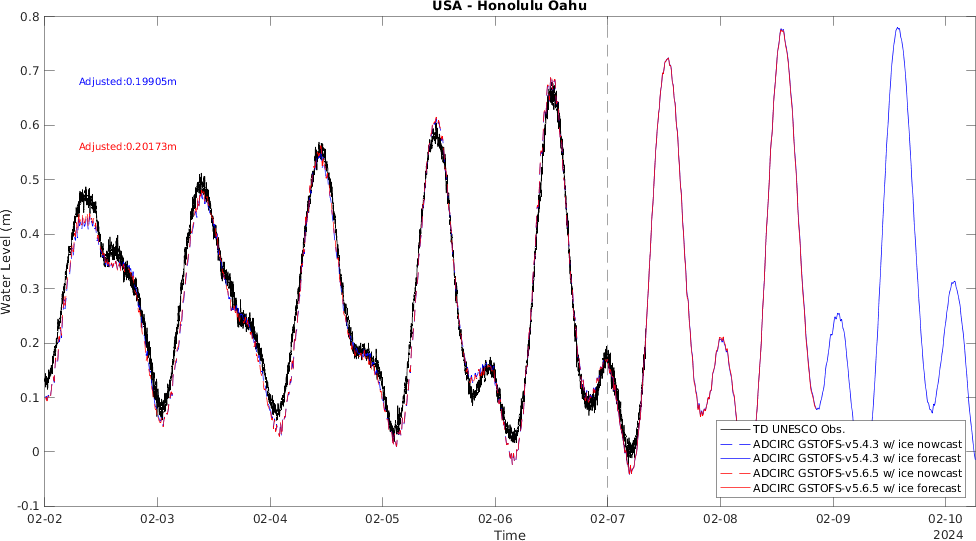 USA - Honolulu Oahu
0.8
0.7
0.6
0.5
0.4
0.3
0.2
0.1
0
-0.1
Water Level (m)
Adjusted:0.19905m
Adjusted:0.20173m
TD UNESCO Obs.
ADCIRC GSTOFS-v5.4.3 w/ ice nowcast
ADCIRC GSTOFS-v5.4.3 w/ ice forecast
ADCIRC GSTOFS-v5.6.5 w/ ice nowcast
ADCIRC GSTOFS-v5.6.5 w/ ice forecast
02-02 02-03 02-04 02-05 02-06 02-07 02-08 02-09 02-10
Time
2024